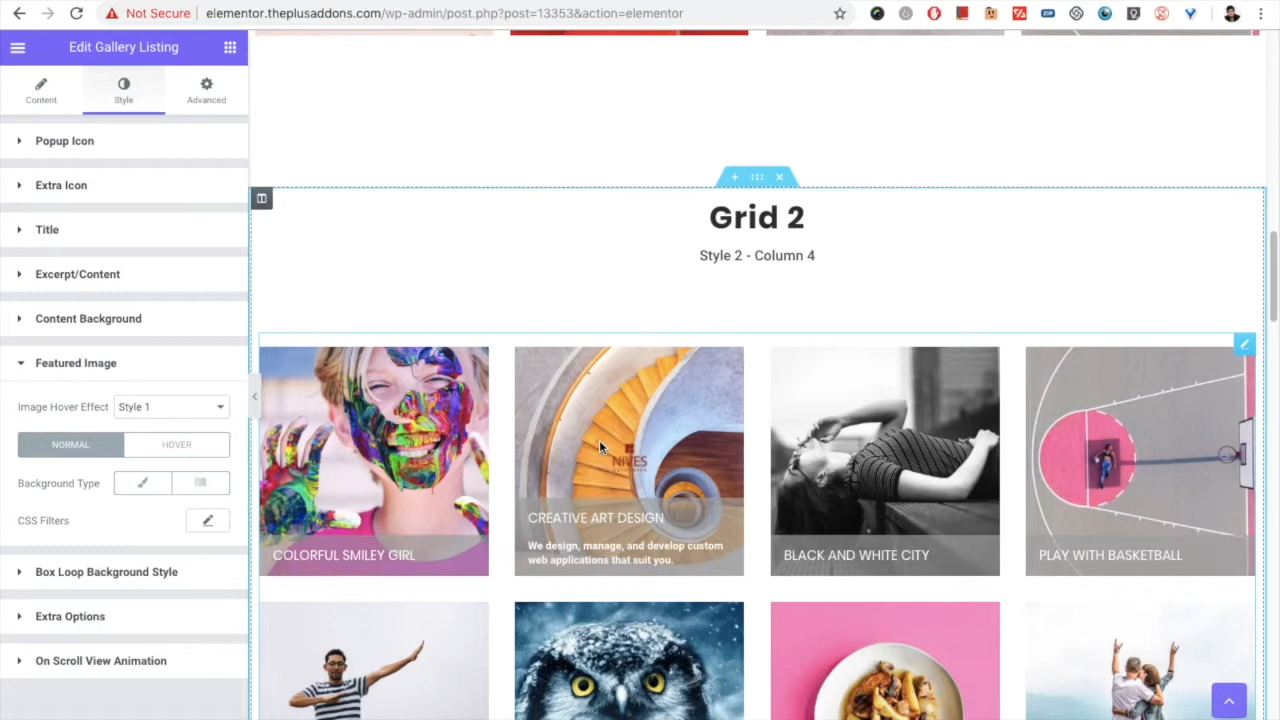 Not Secure
elementor.theplusaddons.com/wp-admin/post.php?post=13353&action=elementor
Edit Gallery Listing
Content
Style
Advanced
Popup Icon
Extra Icon
Title
Excerpt/Content
Content Background
Featured Image
Image Hover Effect
Style 1
NORMAL
HOVER
Background Type
CSS Filters
Box Loop Background Style
Extra Options
On Scroll View Animation
Grid 2
Style 2 - Column 4
COLORFUL SMILEY GIRL
NIVES
CREATIVE ART DESIGN
We design, manage, and develop custom
web applications that suit you.
BLACK AND WHITE CITY
PLAY WITH BASKETBALL